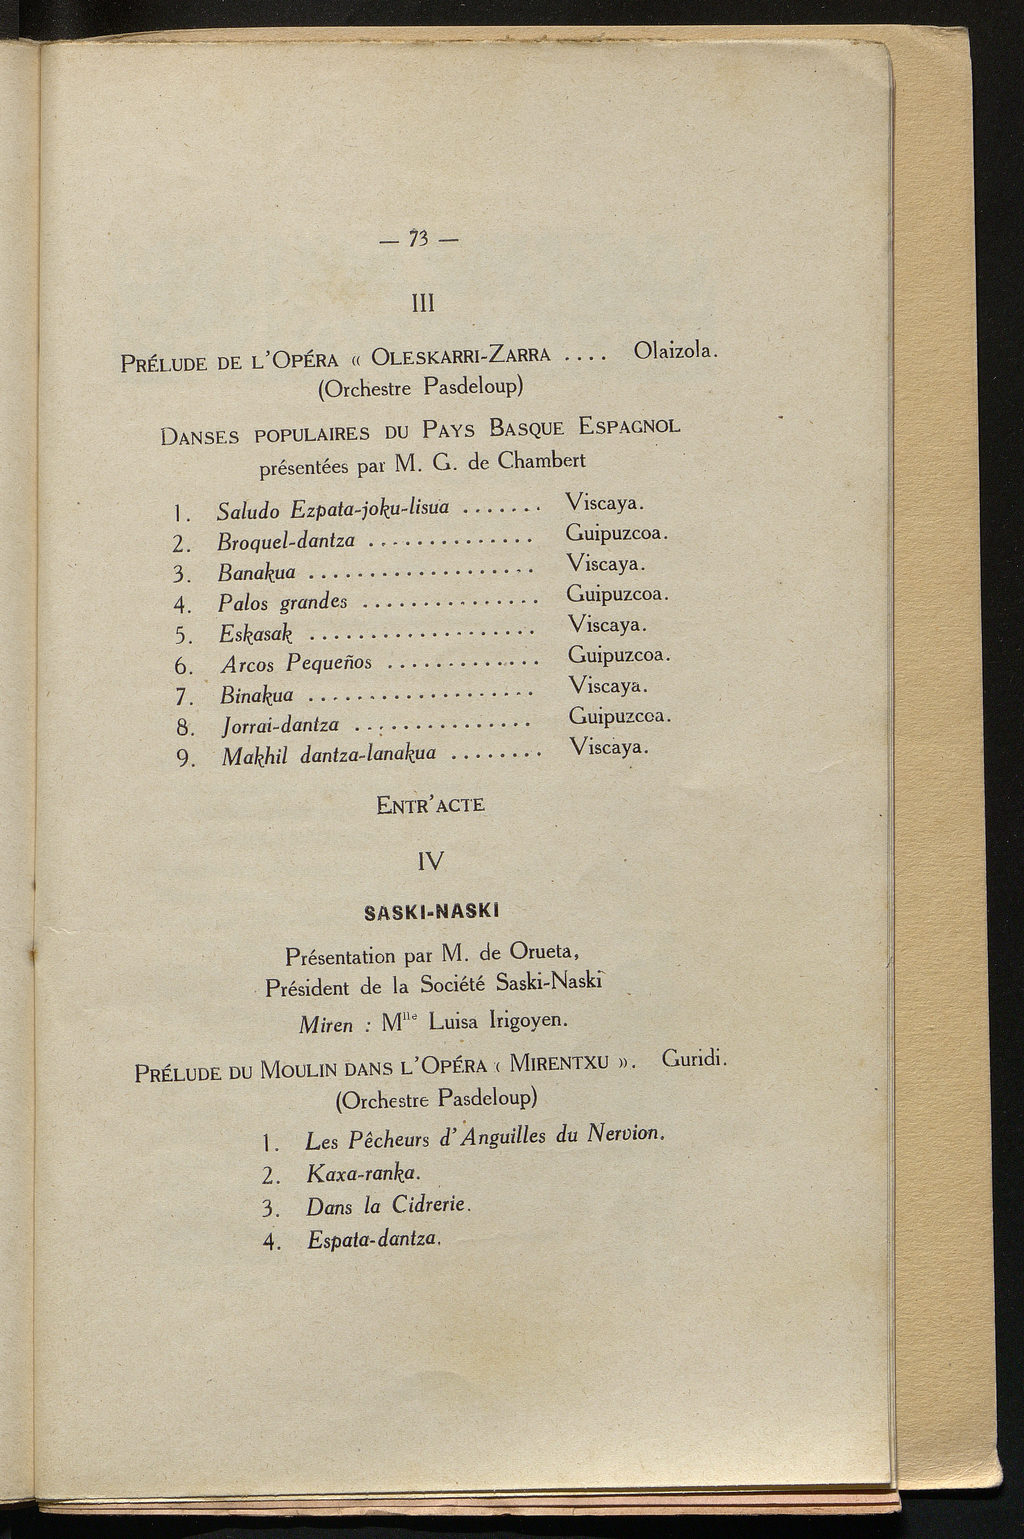 — 73 —
III
PRÉLUDE DE L'OPÉRA « OLESKARRI-ZARRA .... Olaizola.
(Orchestre Pasdeloup)
DANSES POPULAIRES DU PAYS BASQUE ESPAGNOL
présentées par M. G. de Chambert
1. Saludo Ezpata-joku-lisua ....... Viscaya.
2. Broquel-dantza .............. Guipuzcoa.
3. Banakua ................... Viscaya.
4. Palos grandes ............... Guipuzcoa.
5. Eskasak ................... Viscaya.
6. Arcos Pequeños ............. Guipuzcoa.
7. Binakua ................... Viscaya.
8. Jorrai-dantza ............... Guipuzcoa.
9. Makhil dantza-lanakua ........ Viscaya.
ENTR'ACTE
IV
SASKI-NASKI
Présentation par M. de Orueta,
Président de la Société Saski-Naski
Miren : Mlle Luisa Irigoyen.
PRÉLUDE DU MOULIN DANS L'OPÉRA « MIRENTXU ». Guridi.
(Orchestre Pasdeloup)
1. Les Pêcheurs d'Anguilles du Nervion.
2. Kaxa-ranka.
3. Dans la Cidrerie.
4. Espata-dantza.